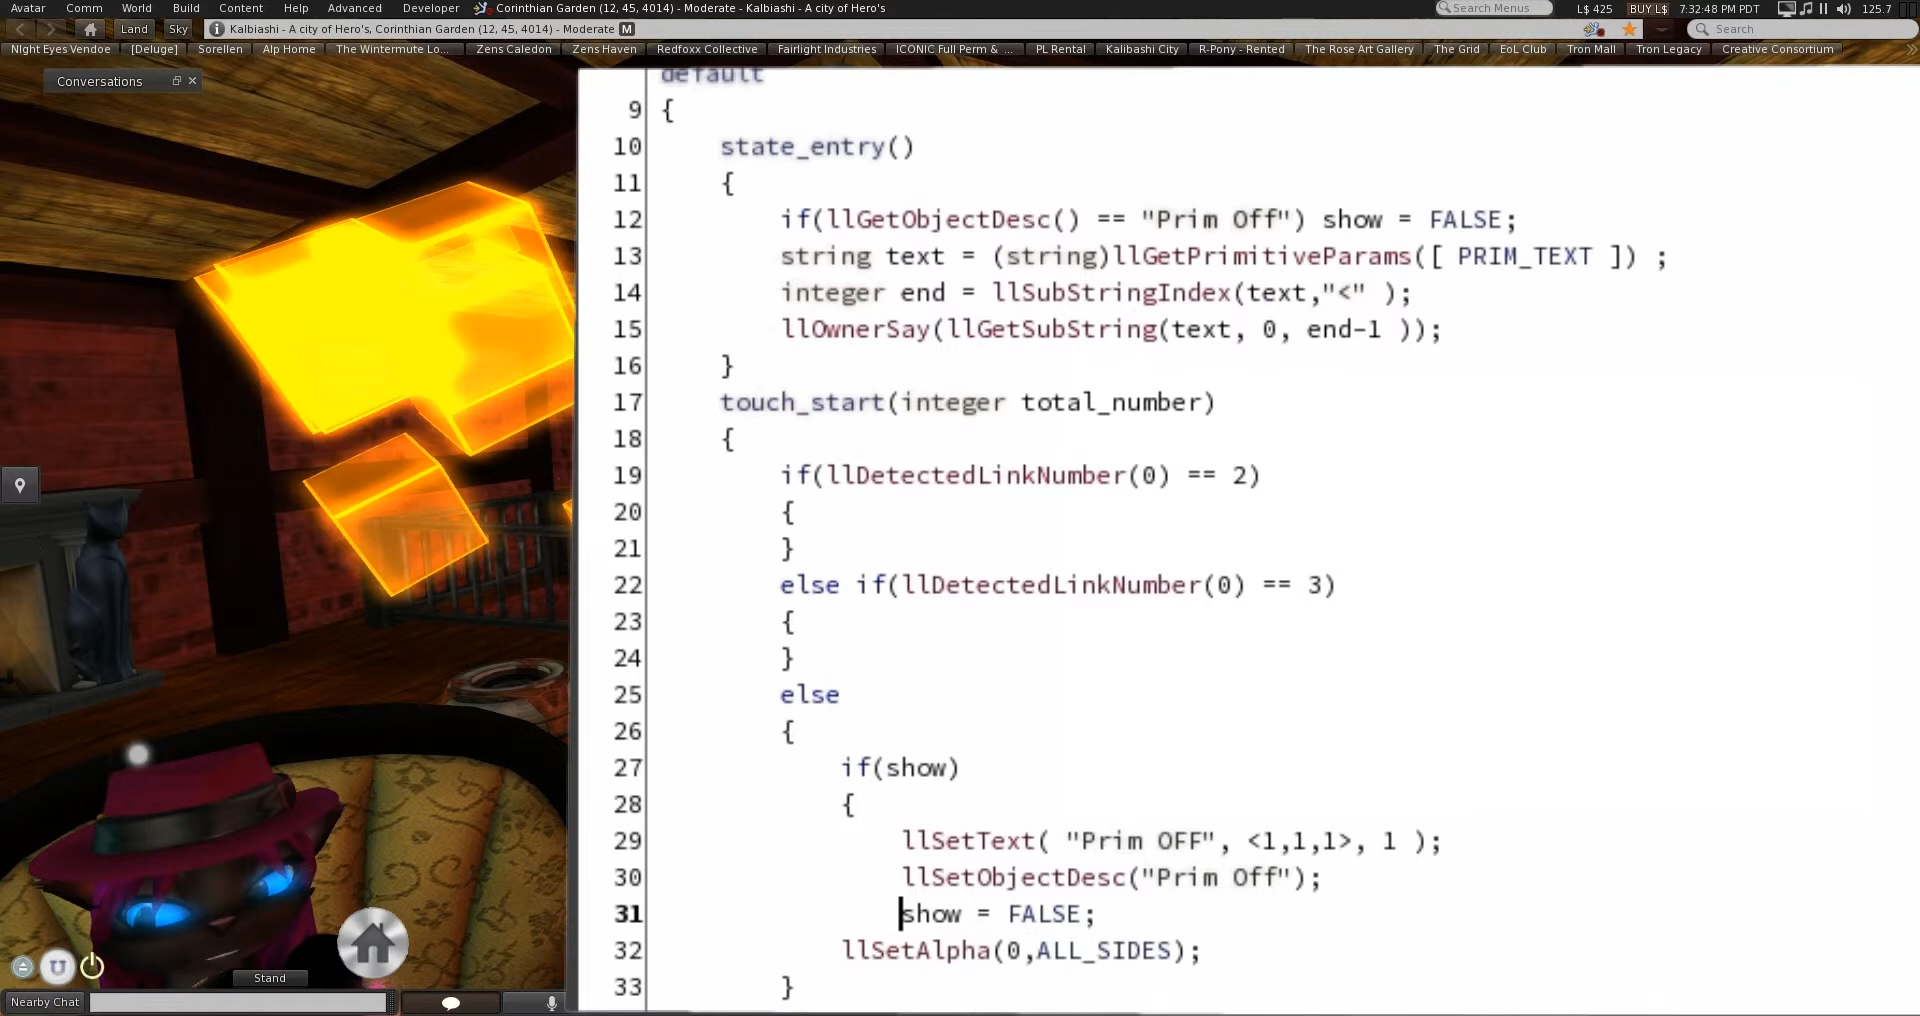 Avatar Comm World Build Content Help Advanced Developer Corinthian Garden (12, 45, 4014) - Moderate - Kalbiashi - A city of Hero's Search Menus L$ 425 BUY L$ 7:32:48 PM PDT 125.7
Land Sky Kalbiashi - A city of Hero's, Corinthian Garden (12, 45, 4014) - Moderate M Search
NIght Eyes Vendoe [Deluge] Sorellen Alp Home The Wintermute Lo... Zens Caledon Zens Haven Redfoxx Collective Fairlight Industries ICONIC Full Perm & ... PL Rental Kalibashi City R-Pony - Rented The Rose Art Gallery The Grid EoL Club Tron Mall Tron Legacy Creative Consortium
Conversations
default
9 {
10 state_entry()
11 {
12 if(llGetObjectDesc() == "Prim Off") show = FALSE;
13 string text = (string)llGetPrimitiveParams([ PRIM_TEXT ]) ;
14 integer end = llSubStringIndex(text,"<" );
15 llOwnerSay(llGetSubString(text, 0, end-1 ));
16 }
17 touch_start(integer total_number)
18 {
19 if(llDetectedLinkNumber(0) == 2)
20 {
21 }
22 else if(llDetectedLinkNumber(0) == 3)
23 {
24 }
25 else
26 {
27 if(show)
28 {
29 llSetText( "Prim OFF", <1,1,1>, 1 );
30 llSetObjectDesc("Prim Off");
31 show = FALSE;
32 llSetAlpha(0,ALL_SIDES);
33 }
Stand
Nearby Chat